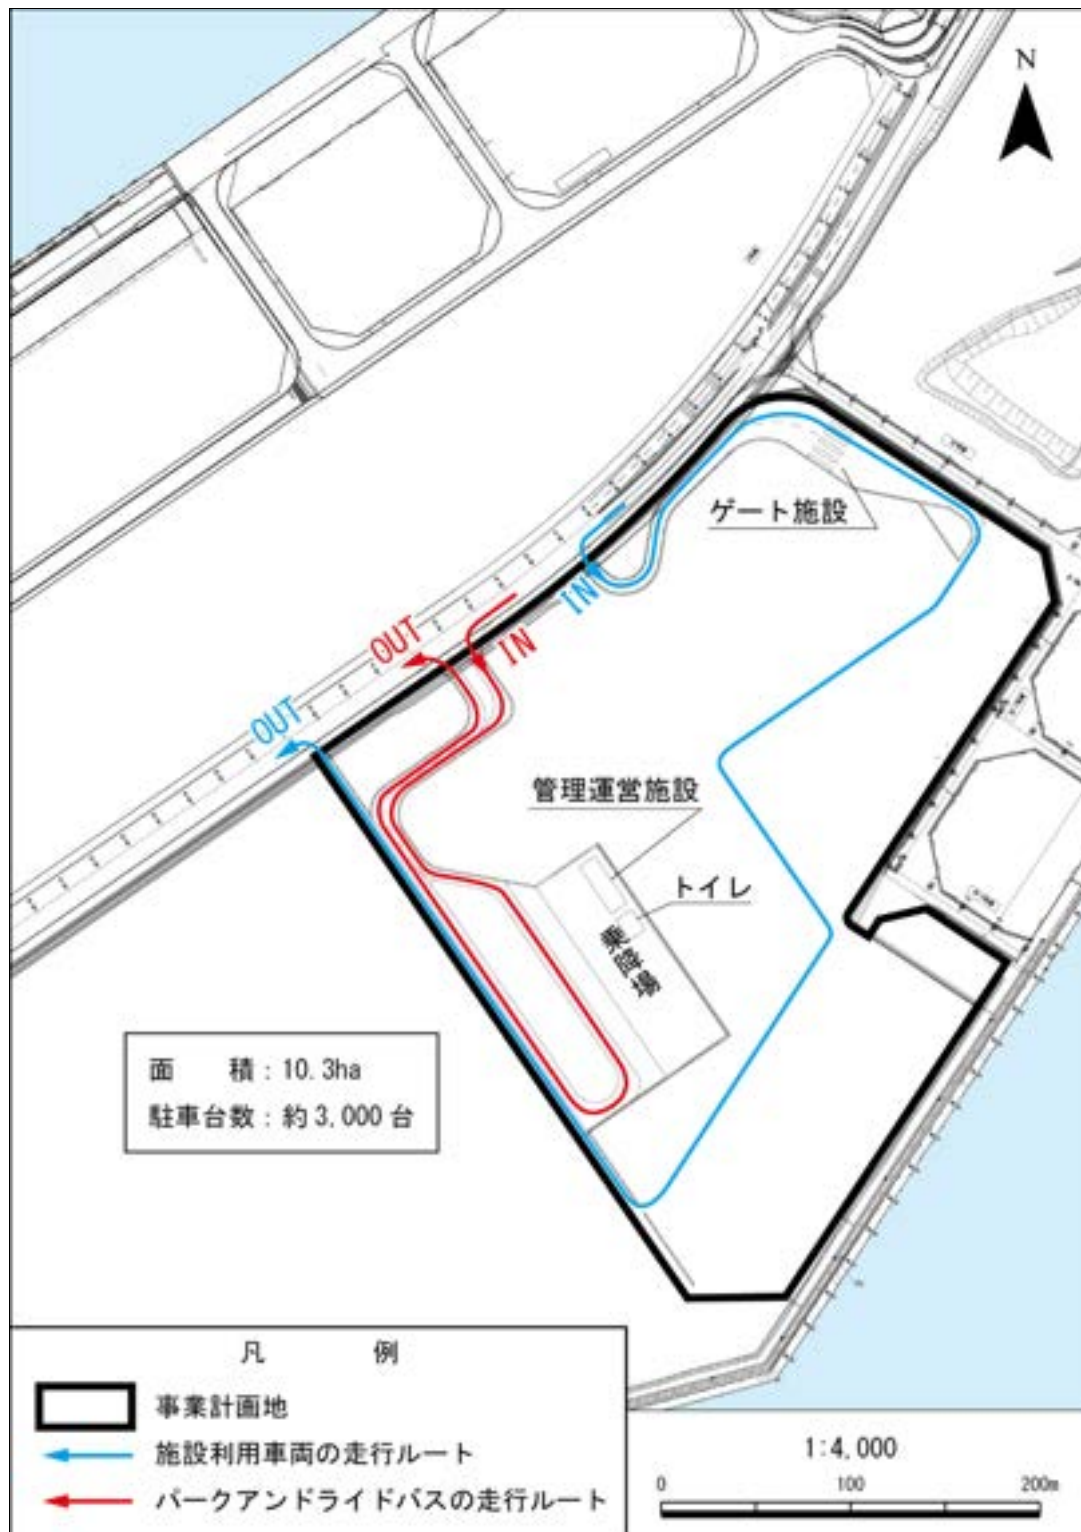 N
ゲート施設
IN
OUT
IN
OUT
管理運営施設
トイレ
乗降場
面 積：10.3ha
駐車台数：約 3,000 台
凡 例
事業計画地
施設利用車両の走行ルート
パークアンドライドバスの走行ルート
1:4,000
0 100 200m